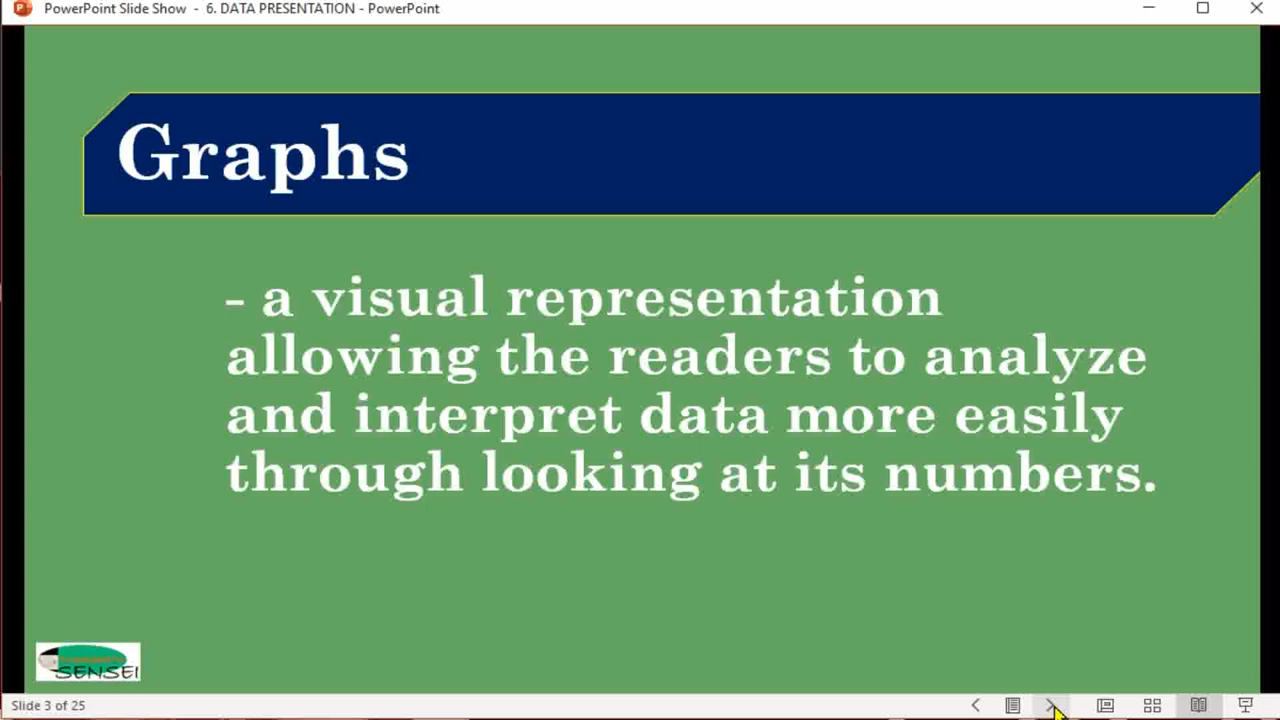 PowerPoint Slide Show - 6. DATA PRESENTATION - PowerPoint
Graphs
- a visual representation
allowing the readers to analyze
and interpret data more easily
through looking at its numbers.
SENSEI
Slide 3 of 25